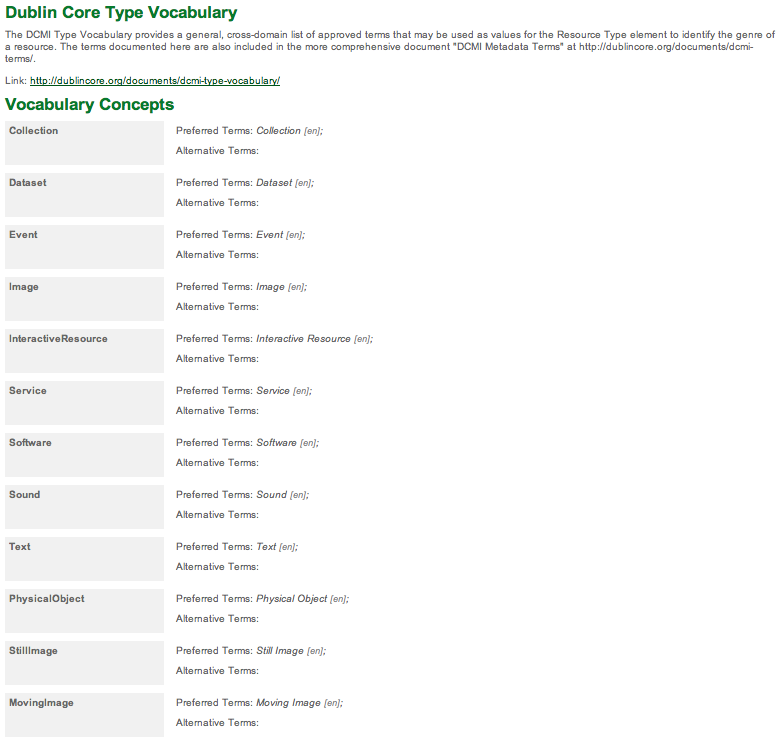 Dublin Core Type Vocabulary
The DCMI Type Vocabulary provides a general, cross-domain list of approved terms that may be used as values for the Resource Type element to identify the genre of
a resource. The terms documented here are also included in the more comprehensive document "DCMI Metadata Terms" at http://dublincore.org/documents/dcmi-
terms/.
Link: http://dublincore.org/documents/dcmi-type-vocabulary/
Vocabulary Concepts
Collection
Preferred Terms: Collection [en];
Alternative Terms:
Dataset
Preferred Terms: Dataset [en];
Alternative Terms:
Event
Preferred Terms: Event [en];
Alternative Terms:
Image
Preferred Terms: Image [en];
Alternative Terms:
InteractiveResource
Preferred Terms: Interactive Resource [en];
Alternative Terms:
Service
Preferred Terms: Service [en];
Alternative Terms:
Software
Preferred Terms: Software [en];
Alternative Terms:
Sound
Preferred Terms: Sound [en];
Alternative Terms:
Text
Preferred Terms: Text [en];
Alternative Terms:
PhysicalObject
Preferred Terms: Physical Object [en];
Alternative Terms:
StillImage
Preferred Terms: Still Image [en];
Alternative Terms:
MovingImage
Preferred Terms: Moving Image [en];
Alternative Terms: